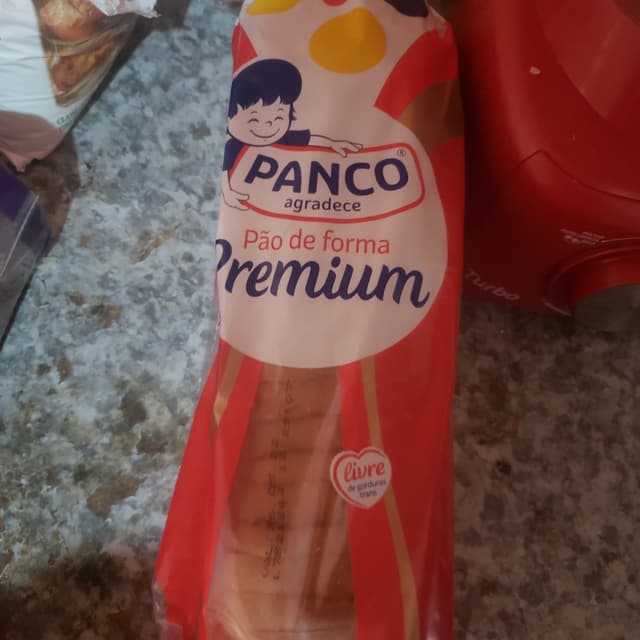 PANCO®
agradece
Pão de forma
Premium
livre
de gorduras
trans
Turbo